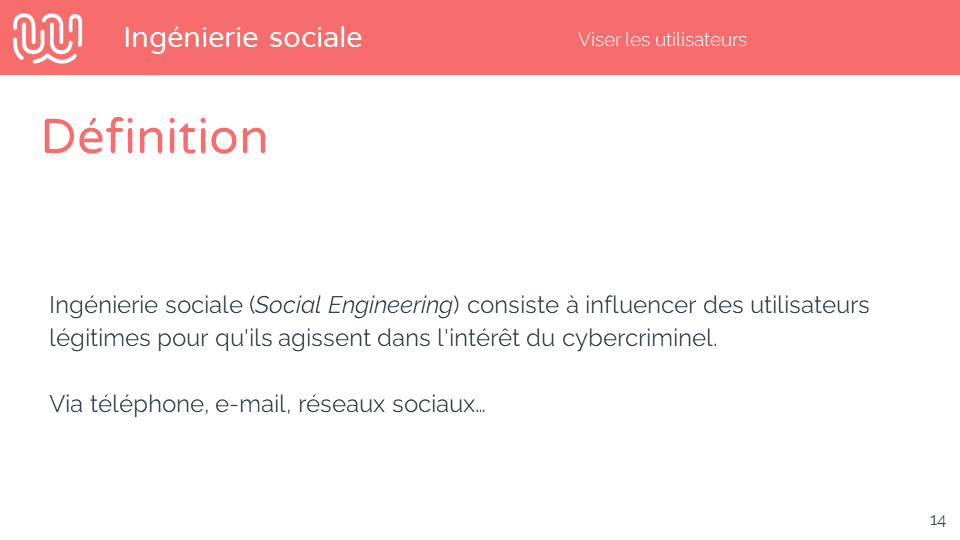 Ingénierie sociale
Viser les utilisateurs
Définition
Ingénierie sociale (Social Engineering) consiste à influencer des utilisateurs
légitimes pour qu'ils agissent dans l'intérêt du cybercriminel.
Via téléphone, e-mail, réseaux sociaux…
14